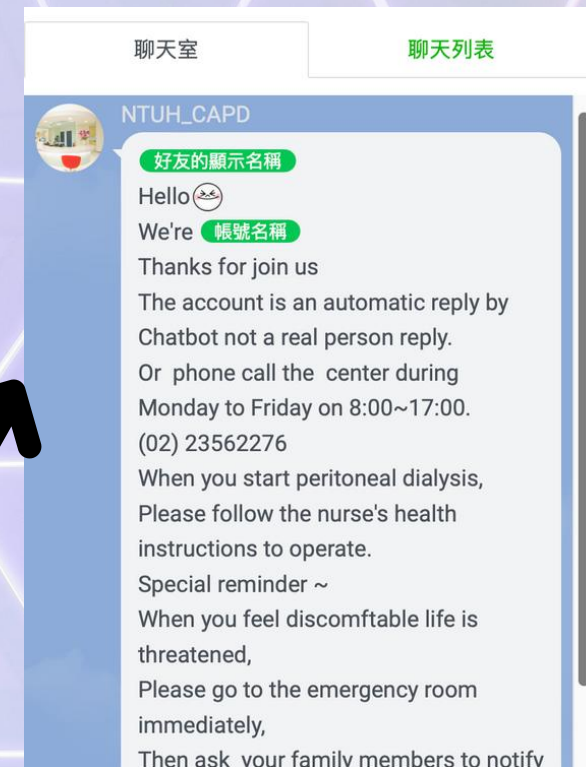 聊天室
聊天列表
NTUH_CAPD
好友的顯示名稱
Hello
We're 帳號名稱
Thanks for join us
The account is an automatic reply by
Chatbot not a real person reply.
Or phone call the center during
Monday to Friday on 8:00~17:00.
(02) 23562276
When you start peritoneal dialysis,
Please follow the nurse's health
instructions to operate.
Special reminder ~
When you feel discomftable life is
threatened,
Please go to the emergency room
immediately,
Then ask your family members to notify